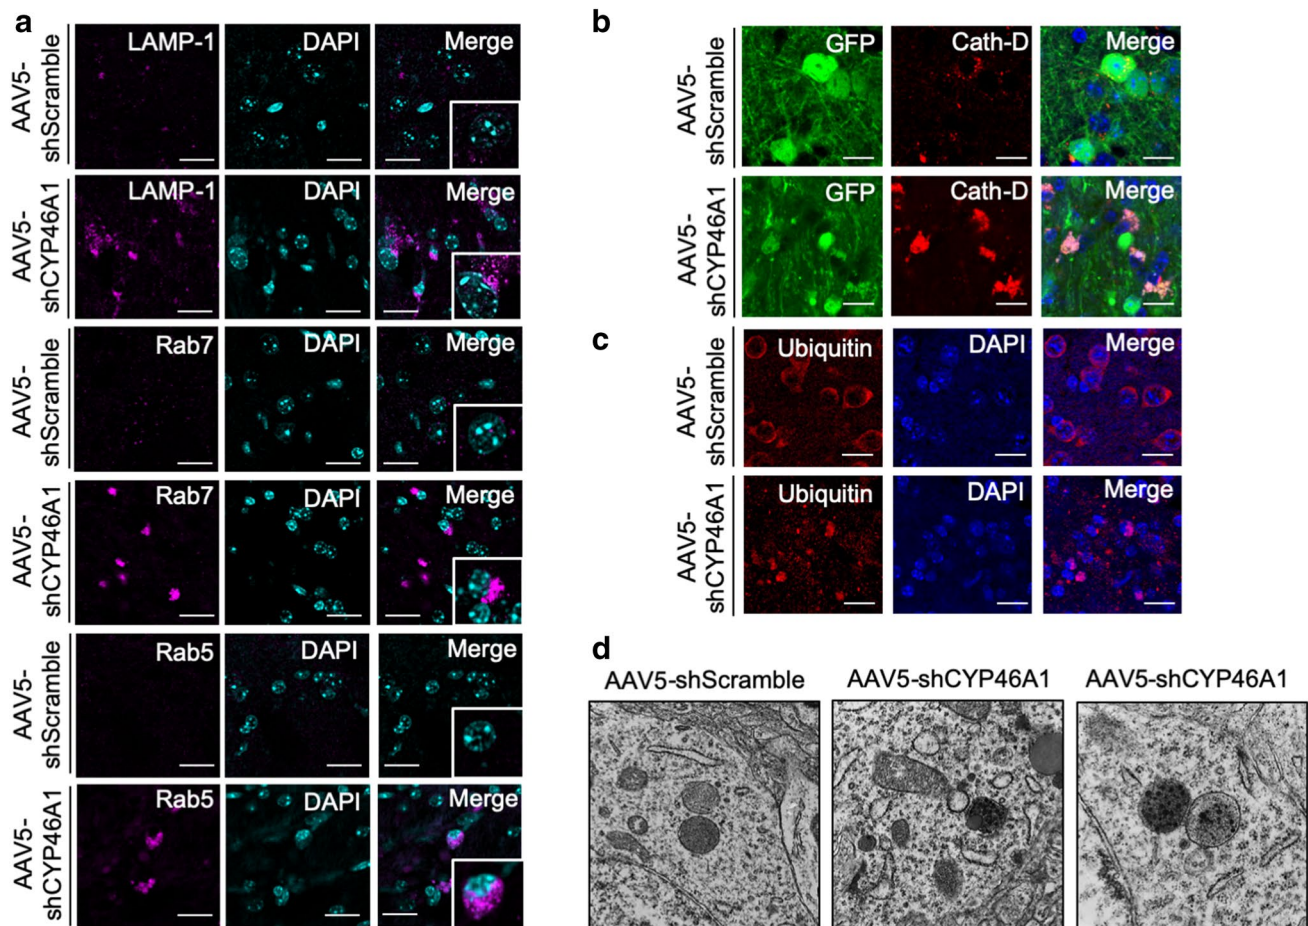 a
AAV5-
shScramble
LAMP-1
DAPI
Merge
AAV5-
shCYP46A1
LAMP-1
DAPI
Merge
AAV5-
shScramble
Rab7
DAPI
Merge
AAV5-
shCYP46A1
Rab7
DAPI
Merge
AAV5-
shScramble
Rab5
DAPI
Merge
AAV5-
shCYP46A1
Rab5
DAPI
Merge
b
AAV5-
shScramble
GFP
Cath-D
Merge
AAV5-
shCYP46A1
GFP
Cath-D
Merge
c
AAV5-
shScramble
Ubiquitin
DAPI
Merge
AAV5-
shCYP46A1
Ubiquitin
DAPI
Merge
d
AAV5-shScramble
AAV5-shCYP46A1
AAV5-shCYP46A1